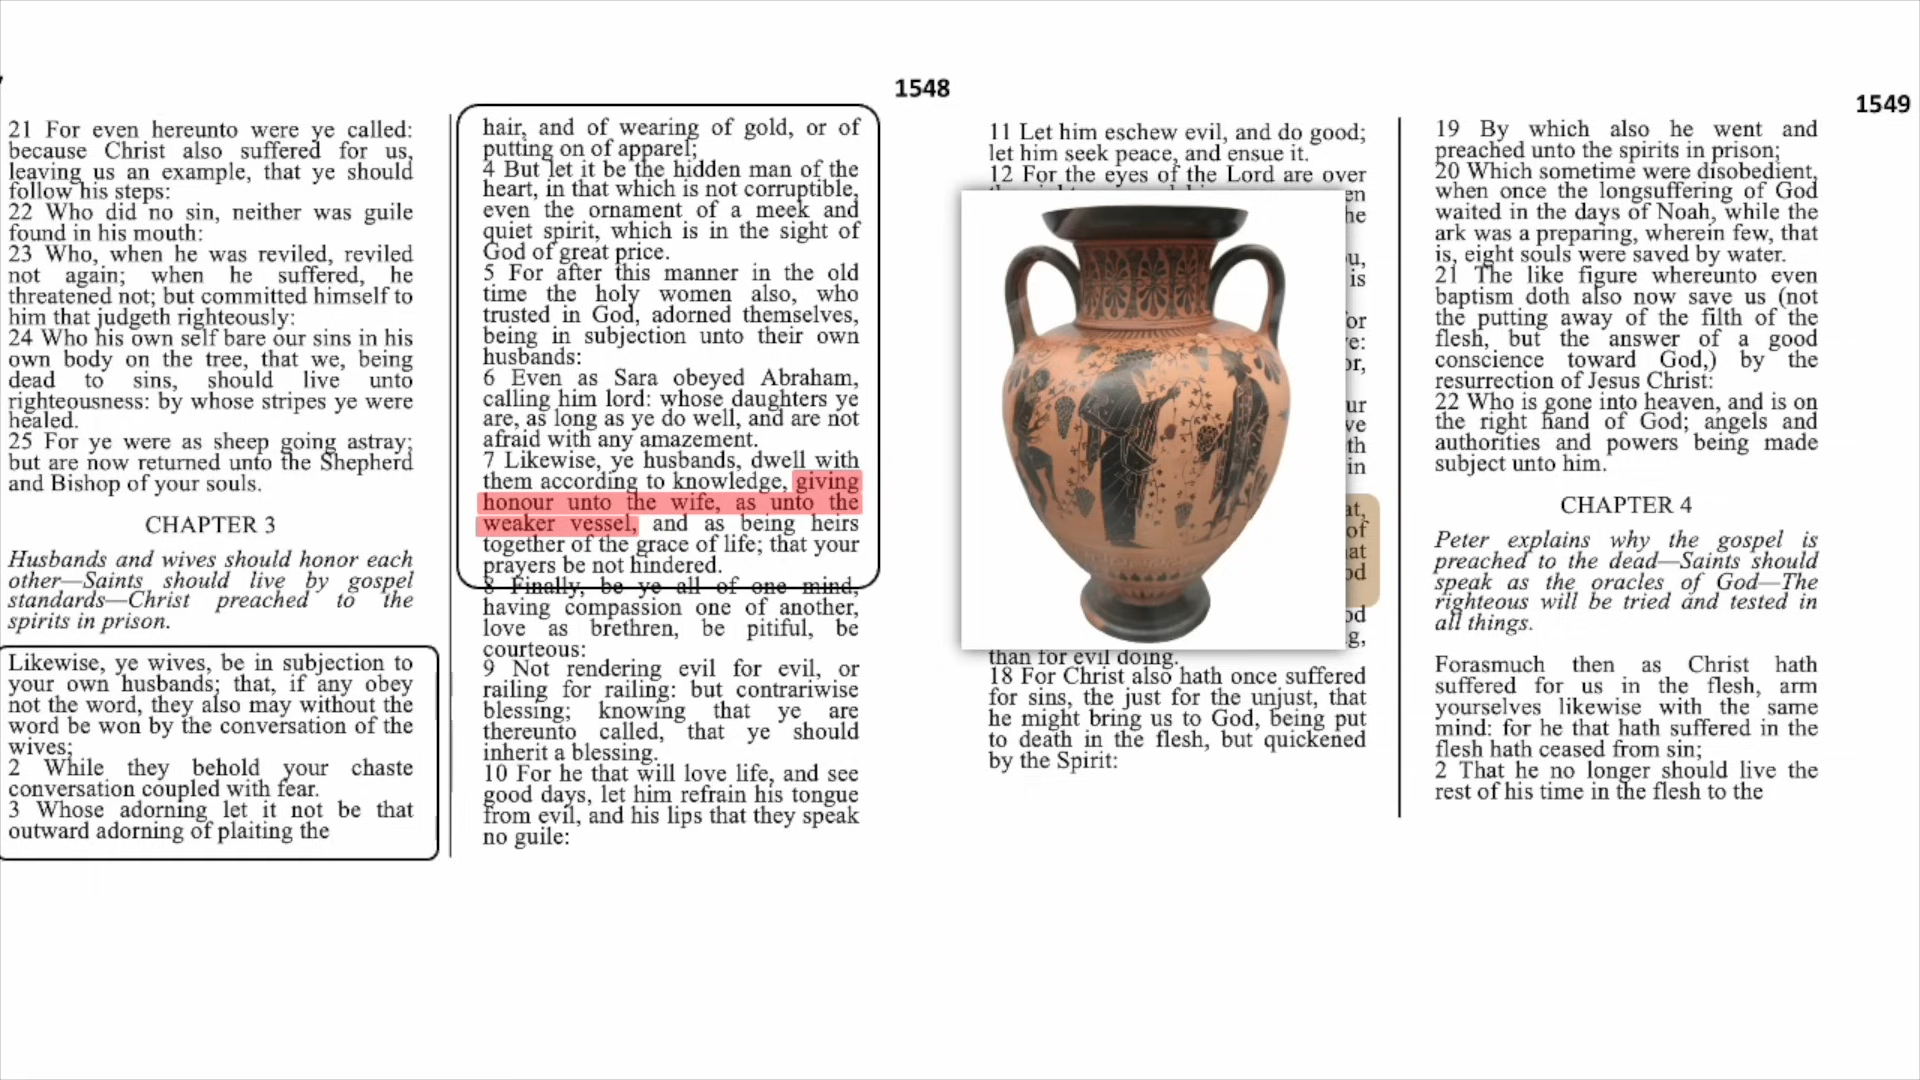 1548
1549
21 For even hereunto were ye called:
because Christ also suffered for us,
leaving us an example, that ye should
follow his steps:
22 Who did no sin, neither was guile
found in his mouth:
23 Who, when he was reviled, reviled
not again; when he suffered, he
threatened not; but committed himself to
him that judgeth righteously:
24 Who his own self bare our sins in his
own body on the tree, that we, being
dead to sins, should live unto
righteousness: by whose stripes ye were
healed.
25 For ye were as sheep going astray;
but are now returned unto the Shepherd
and Bishop of your souls.
CHAPTER 3
Husbands and wives should honor each
other—Saints should live by gospel
standards—Christ preached to the
spirits in prison.
Likewise, ye wives, be in subjection to
your own husbands; that, if any obey
not the word, they also may without the
word be won by the conversation of the
wives;
2 While they behold your chaste
conversation coupled with fear.
3 Whose adorning let it not be that
outward adorning of plaiting the
hair, and of wearing of gold, or of
putting on of apparel;
4 But let it be the hidden man of the
heart, in that which is not corruptible,
even the ornament of a meek and
quiet spirit, which is in the sight of
God of great price.
5 For after this manner in the old
time the holy women also, who
trusted in God, adorned themselves,
being in subjection unto their own
husbands:
6 Even as Sara obeyed Abraham,
calling him lord: whose daughters ye
are, as long as ye do well, and are not
afraid with any amazement.
7 Likewise, ye husbands, dwell with
them according to knowledge, giving
honour unto the wife, as unto the
weaker vessel, and as being heirs
together of the grace of life; that your
prayers be not hindered.
8 Finally, be ye all of one mind,
having compassion one of another,
love as brethren, be pitiful, be
courteous:
9 Not rendering evil for evil, or
railing for railing: but contrariwise
blessing; knowing that ye are
thereunto called, that ye should
inherit a blessing.
10 For he that will love life, and see
good days, let him refrain his tongue
from evil, and his lips that they speak
no guile:
11 Let him eschew evil, and do good;
let him seek peace, and ensue it.
12 For the eyes of the Lord are over
than for evil doing.
18 For Christ also hath once suffered
for sins, the just for the unjust, that
he might bring us to God, being put
to death in the flesh, but quickened
by the Spirit:
19 By which also he went and
preached unto the spirits in prison;
20 Which sometime were disobedient,
when once the longsuffering of God
waited in the days of Noah, while the
ark was a preparing, wherein few, that
is, eight souls were saved by water.
21 The like figure whereunto even
baptism doth also now save us (not
the putting away of the filth of the
flesh, but the answer of a good
conscience toward God,) by the
resurrection of Jesus Christ:
22 Who is gone into heaven, and is on
the right hand of God; angels and
authorities and powers being made
subject unto him.
CHAPTER 4
Peter explains why the gospel is
preached to the dead—Saints should
speak as the oracles of God—The
righteous will be tried and tested in
all things.
Forasmuch then as Christ hath
suffered for us in the flesh, arm
yourselves likewise with the same
mind: for he that hath suffered in the
flesh hath ceased from sin;
2 That he no longer should live the
rest of his time in the flesh to the